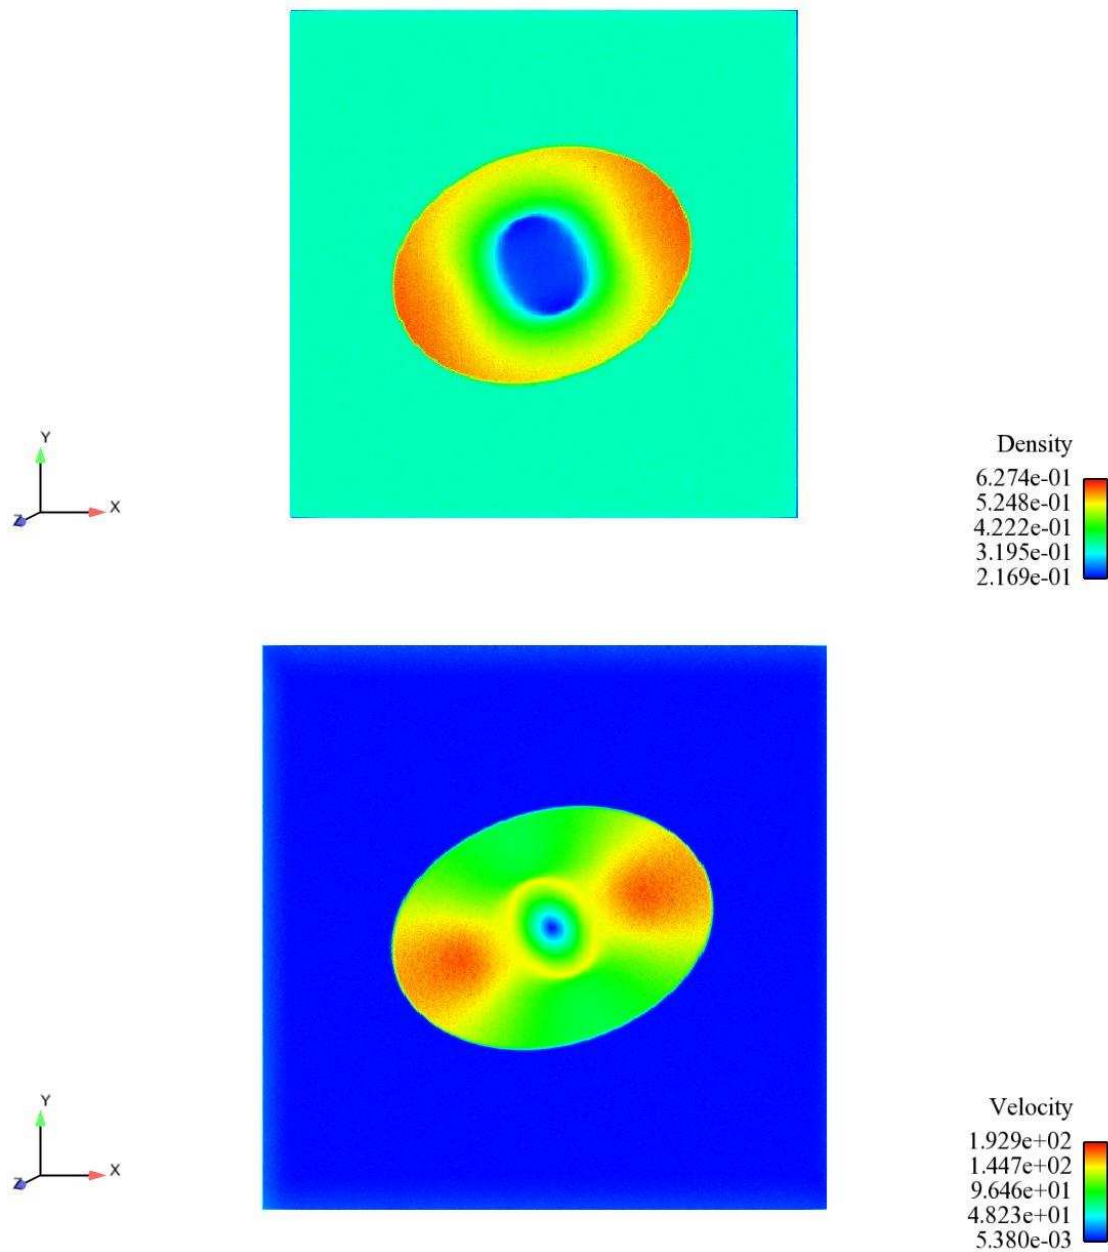 Y
X
Z
Density
6.274e-01
5.248e-01
4.222e-01
3.195e-01
2.169e-01
Y
X
Z
Velocity
1.929e+02
1.447e+02
9.646e+01
4.823e+01
5.380e-03